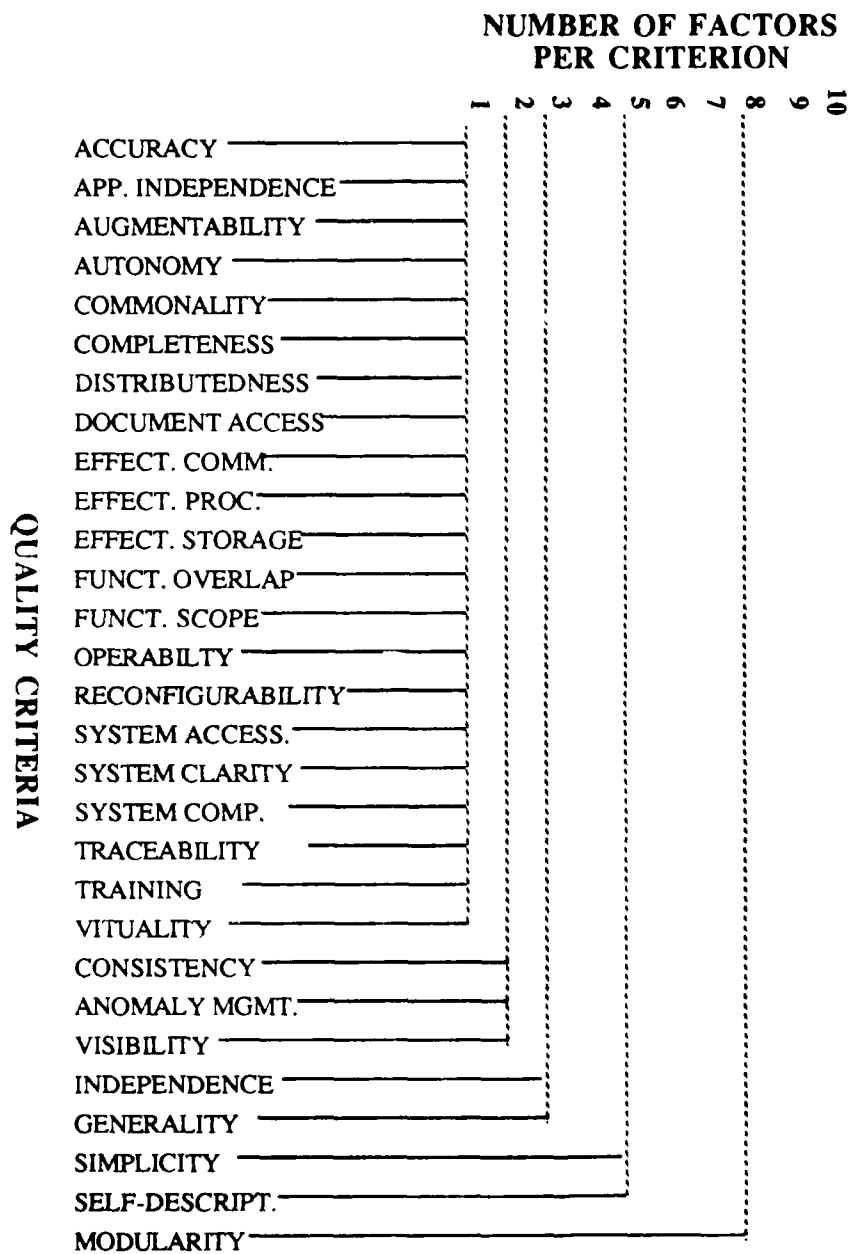 NUMBER OF FACTORS
PER CRITERION
1 2 3 4 5 6 7 8 9 10
QUALITY CRITERIA
ACCURACY
APP. INDEPENDENCE
AUGMENTABILITY
AUTONOMY
COMMONALITY
COMPLETENESS
DISTRIBUTEDNESS
DOCUMENT ACCESS
EFFECT. COMM.
EFFECT. PROC.
EFFECT. STORAGE
FUNCT. OVERLAP
FUNCT. SCOPE
OPERABILTY
RECONFIGURABILITY
SYSTEM ACCESS.
SYSTEM CLARITY
SYSTEM COMP.
TRACEABILITY
TRAINING
VITUALITY
CONSISTENCY
ANOMALY MGMT.
VISIBILITY
INDEPENDENCE
GENERALITY
SIMPLICITY
SELF-DESCRIPT.
MODULARITY